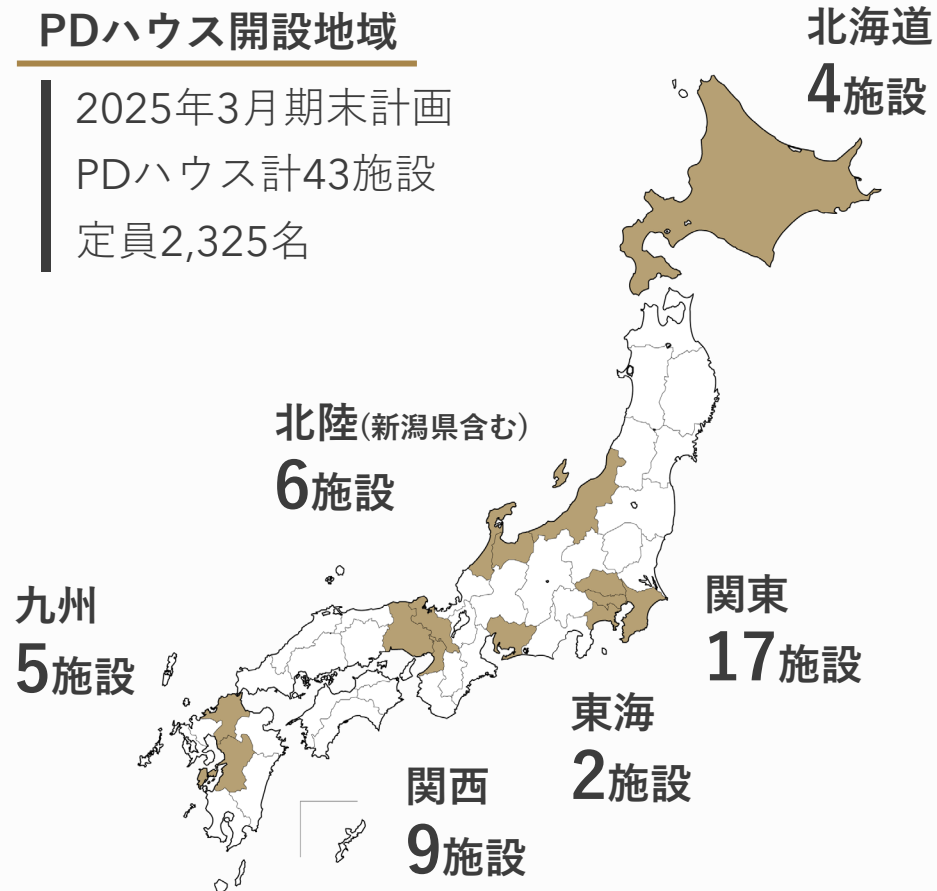 PDハウス開設地域
2025年3月期末計画
PDハウス計43施設
定員2,325名
北海道
4施設
北陸(新潟県含む)
6施設
九州
5施設
関東
17施設
東海
2施設
関西
9施設